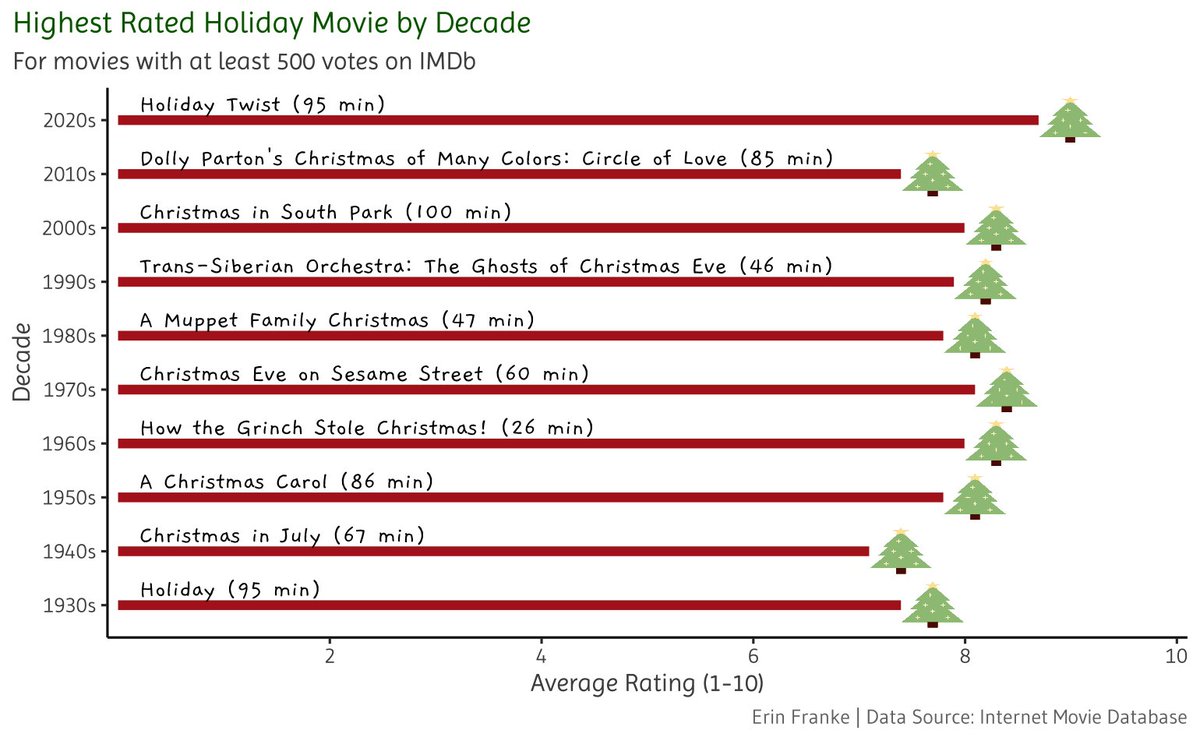 Highest Rated Holiday Movie by Decade
For movies with at least 500 votes on IMDb
Holiday Twist (95 min)
2020s
Dolly Parton's Christmas of Many Colors: Circle of Love (85 min)
2010s
Christmas in South Park (100 min)
2000s
Trans-Siberian Orchestra: The Ghosts of Christmas Eve (46 min)
1990s
A Muppet Family Christmas (47 min)
1980s
Christmas Eve on Sesame Street (60 min)
1970s
How the Grinch Stole Christmas! (26 min)
1960s
A Christmas Carol (86 min)
1950s
Christmas in July (67 min)
1940s
Holiday (95 min)
1930s
Decade
2 4 6 8 10
Average Rating (1-10)
Erin Franke | Data Source: Internet Movie Database